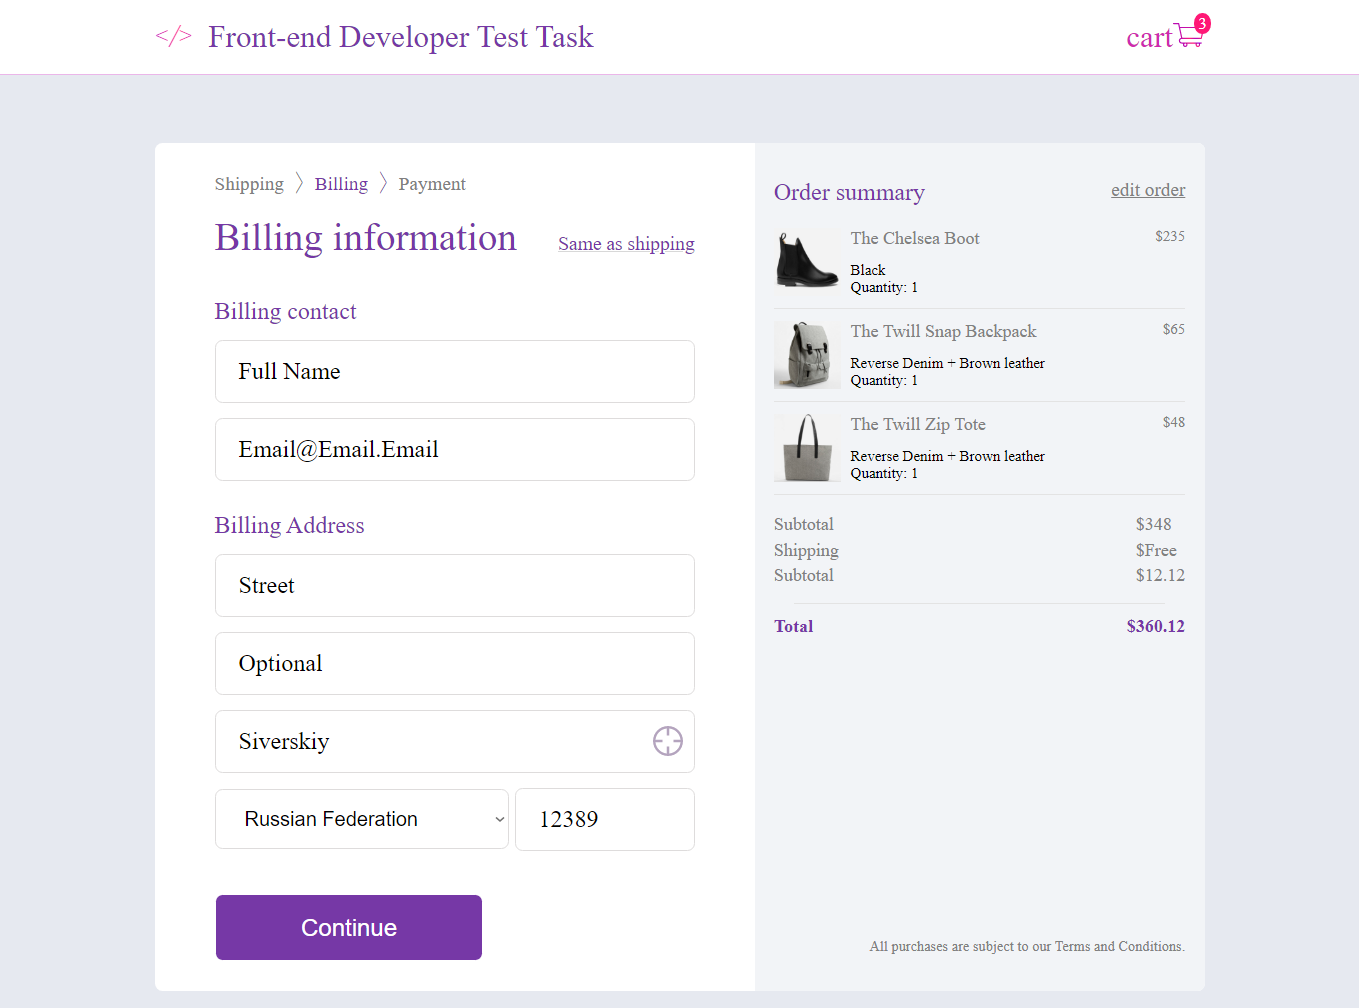 </> Front-end Developer Test Task
cart 3
Shipping Billing Payment
Billing information
Same as shipping
Billing contact
Full Name
Email@Email.Email
Billing Address
Street
Optional
Siverskiy
Russian Federation
12389
Continue
Order summary
edit order
The Chelsea Boot
$235
Black
Quantity: 1
The Twill Snap Backpack
$65
Reverse Denim + Brown leather
Quantity: 1
The Twill Zip Tote
$48
Reverse Denim + Brown leather
Quantity: 1
Subtotal $348
Shipping $Free
Subtotal $12.12
Total $360.12
All purchases are subject to our Terms and Conditions.